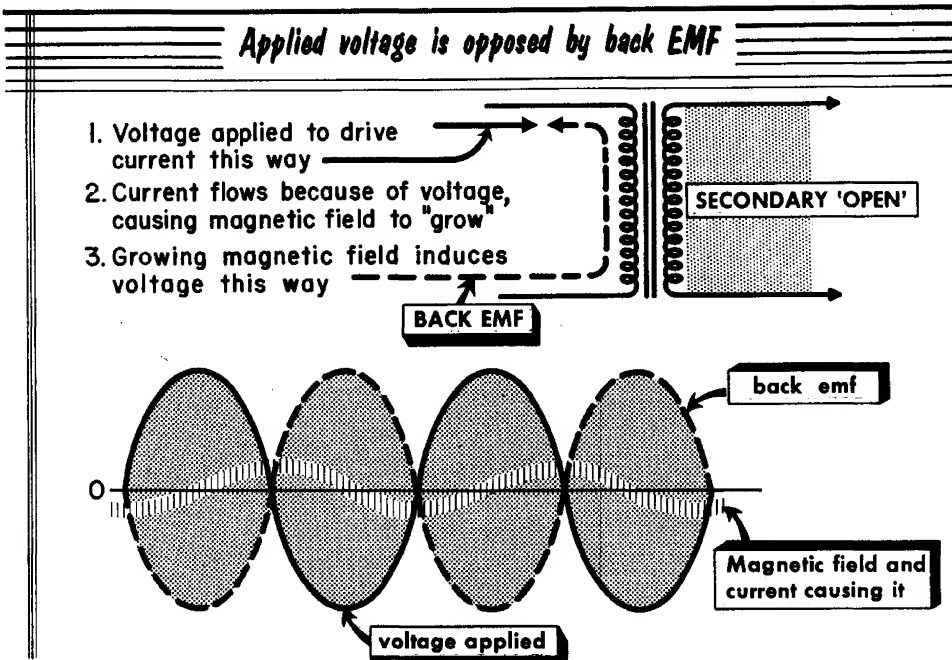 Applied voltage is opposed by back EMF
1. Voltage applied to drive
current this way
2. Current flows because of voltage,
causing magnetic field to "grow"
3. Growing magnetic field induces
voltage this way
SECONDARY 'OPEN'
BACK EMF
back emf
0
Magnetic field and
current causing it
voltage applied